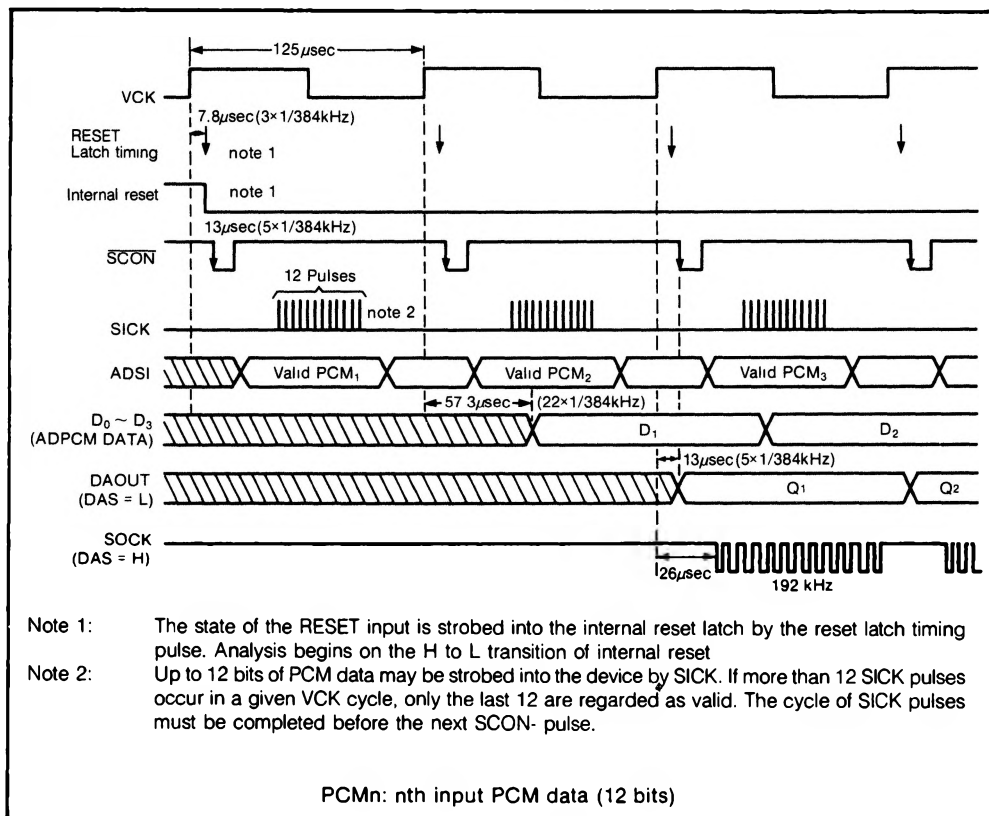 125μsec
VCK
7.8μsec(3×1/384kHz)
RESET
Latch timing
note 1
Internal reset
note 1
13μsec(5×1/384kHz)
SCON
12 Pulses
note 2
SICK
ADSI
Valid PCM₁
Valid PCM₂
Valid PCM₃
57 3μsec
(22×1/384kHz)
D₀ ~ D₃
(ADPCM DATA)
D₁
D₂
13μsec(5×1/384kHz)
DAOUT
(DAS = L)
Q₁
Q₂
SOCK
(DAS = H)
26μsec
192 kHz
Note 1:
The state of the RESET input is strobed into the internal reset latch by the reset latch timing
pulse. Analysis begins on the H to L transition of internal reset
Note 2:
Up to 12 bits of PCM data may be strobed into the device by SICK. If more than 12 SICK pulses
occur in a given VCK cycle, only the last 12 are regarded as valid. The cycle of SICK pulses
must be completed before the next SCON- pulse.
PCMn: nth input PCM data (12 bits)